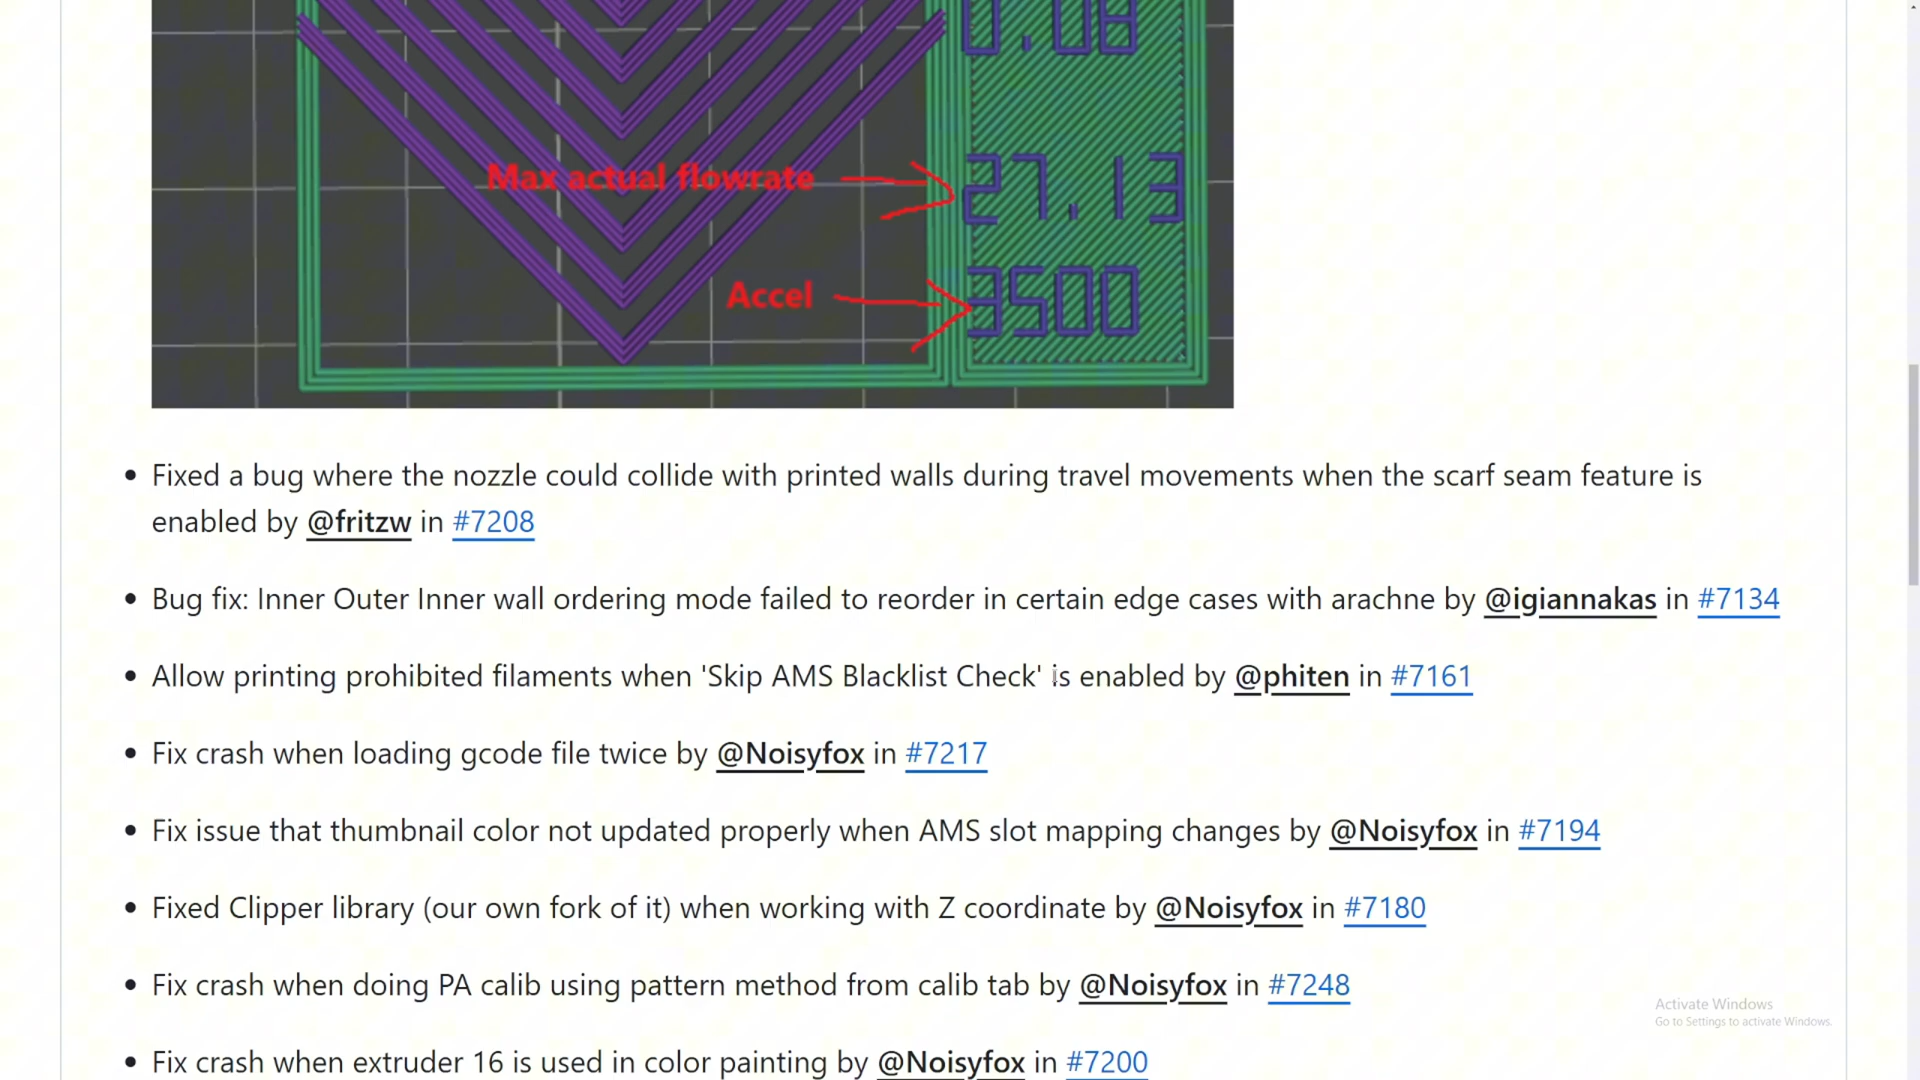 0.08
Max actual flowrate
27.13
Accel
3500
Fixed a bug where the nozzle could collide with printed walls during travel movements when the scarf seam feature is
enabled by @fritzw in #7208
Bug fix: Inner Outer Inner wall ordering mode failed to reorder in certain edge cases with arachne by @igiannakas in #7134
Allow printing prohibited filaments when 'Skip AMS Blacklist Check' is enabled by @phiten in #7161
Fix crash when loading gcode file twice by @Noisyfox in #7217
Fix issue that thumbnail color not updated properly when AMS slot mapping changes by @Noisyfox in #7194
Fixed Clipper library (our own fork of it) when working with Z coordinate by @Noisyfox in #7180
Fix crash when doing PA calib using pattern method from calib tab by @Noisyfox in #7248
Activate Windows
Go to Settings to activate Windows.
Fix crash when extruder 16 is used in color painting by @Noisyfox in #7200